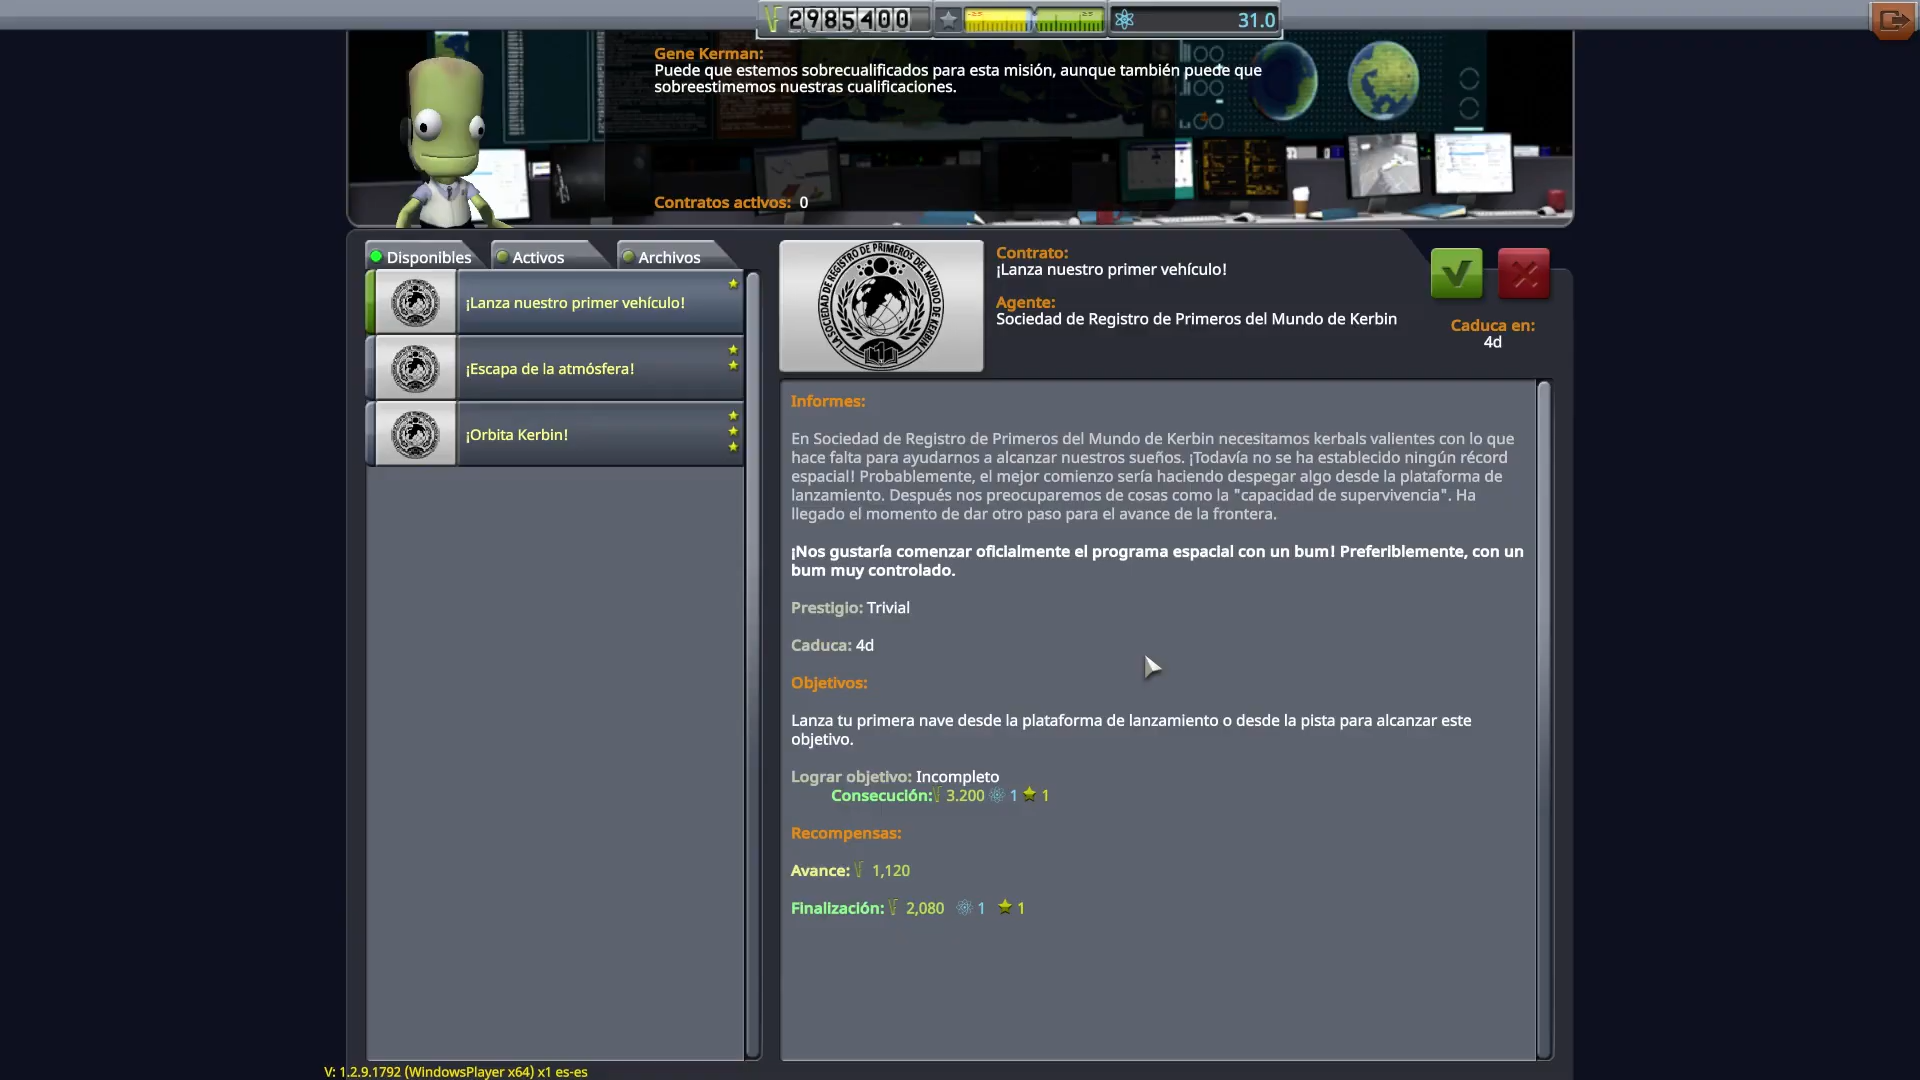 2985400
-25
25
31.0
Gene Kerman:
Puede que estemos sobrecualificados para esta misión, aunque también puede que
sobreestimemos nuestras cualificaciones.
Contratos activos: 0
Disponibles
Activos
Archivos
¡Lanza nuestro primer vehículo!
¡Escapa de la atmósfera!
¡Orbita Kerbin!
LA SOCIEDAD DE REGISTRO DE PRIMEROS DEL MUNDO DE KERBIN
1
Contrato:
¡Lanza nuestro primer vehículo!
Agente:
Sociedad de Registro de Primeros del Mundo de Kerbin
Caduca en:
4d
Informes:
En Sociedad de Registro de Primeros del Mundo de Kerbin necesitamos kerbals valientes con lo que
hace falta para ayudarnos a alcanzar nuestros sueños. ¡Todavía no se ha establecido ningún récord
espacial! Probablemente, el mejor comienzo sería haciendo despegar algo desde la plataforma de
lanzamiento. Después nos preocuparemos de cosas como la "capacidad de supervivencia". Ha
llegado el momento de dar otro paso para el avance de la frontera.
¡Nos gustaría comenzar oficialmente el programa espacial con un bum! Preferiblemente, con un
bum muy controlado.
Prestigio: Trivial
Caduca: 4d
Objetivos:
Lanza tu primera nave desde la plataforma de lanzamiento o desde la pista para alcanzar este
objetivo.
Lograr objetivo: Incompleto
Consecución: 3.200 1 1
Recompensas:
Avance: 1,120
Finalización: 2,080 1 1
V: 1.2.9.1792 (WindowsPlayer x64) x1 es-es